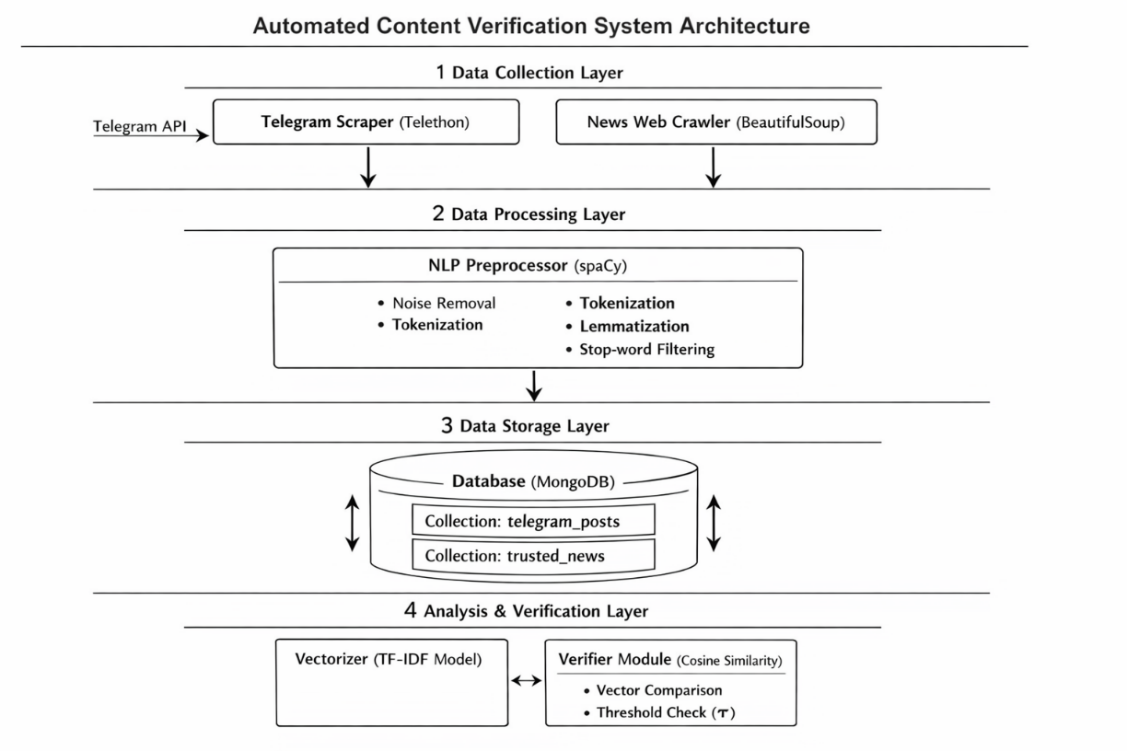 Automated Content Verification System Architecture
1 Data Collection Layer
Telegram API
Telegram Scraper (Telethon)
News Web Crawler (BeautifulSoup)
2 Data Processing Layer
NLP Preprocessor (spaCy)
• Noise Removal
• Tokenization
• Tokenization
• Lemmatization
• Stop-word Filtering
3 Data Storage Layer
Database (MongoDB)
Collection: telegram_posts
Collection: trusted_news
4 Analysis & Verification Layer
Vectorizer (TF-IDF Model)
Verifier Module (Cosine Similarity)
• Vector Comparison
• Threshold Check (τ)